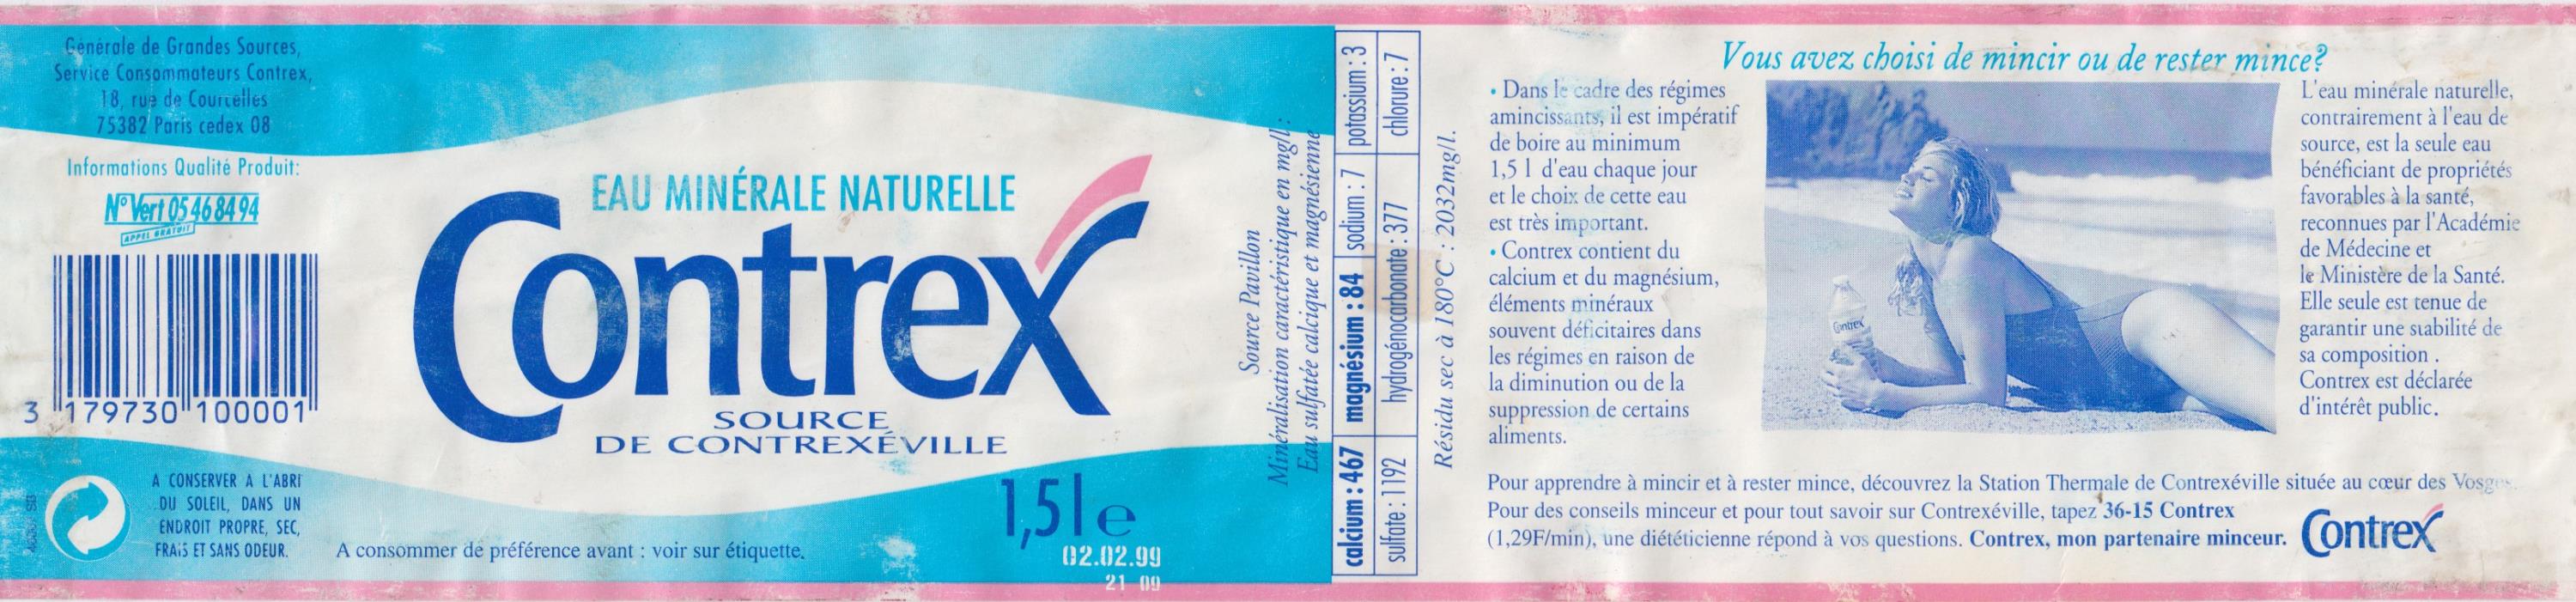 Générale de Grandes Sources,
Service Consommateurs Contrex,
18, rue de Courcelles
75382 Paris cedex 08
Informations Qualité Produit:
N° Vert 05 46 84 94
APPEL GRATUIT
3 179730 100001
A CONSERVER A L'ABRI
DU SOLEIL, DANS UN
ENDROIT PROPRE, SEC,
FRAIS ET SANS ODEUR.
EAU MINÉRALE NATURELLE
Contrex
SOURCE
DE CONTREXÉVILLE
1,5 l e
A consommer de préférence avant : voir sur étiquette.
02.02.99
21 09
Source Pavillon
Minéralisation caractéristique en mg/l :
Eau sulfatée calcique et magnésienne
calcium : 467 magnésium : 84 sodium : 7 potassium : 3
sulfate : 1192 hydrogénocarbonate : 377 chlorure : 7
Résidu sec à 180°C : 2032mg/l.
Vous avez choisi de mincir ou de rester mince?
• Dans le cadre des régimes
amincissants, il est impératif
de boire au minimum
1,5 l d'eau chaque jour
et le choix de cette eau
est très important.
• Contrex contient du
calcium et du magnésium,
éléments minéraux
souvent déficitaires dans
les régimes en raison de
la diminution ou de la
suppression de certains
aliments.
Contrex
L'eau minérale naturelle,
contrairement à l'eau de
source, est la seule eau
bénéficiant de propriétés
favorables à la santé,
reconnues par l'Académie
de Médecine et
le Ministère de la Santé.
Elle seule est tenue de
garantir une stabilité de
sa composition .
Contrex est déclarée
d'intérêt public.
Pour apprendre à mincir et à rester mince, découvrez la Station Thermale de Contrexéville située au cœur des Vosges.
Pour des conseils minceur et pour tout savoir sur Contrexéville, tapez 36-15 Contrex
(1,29F/min), une diététicienne répond à vos questions. Contrex, mon partenaire minceur.
Contrex